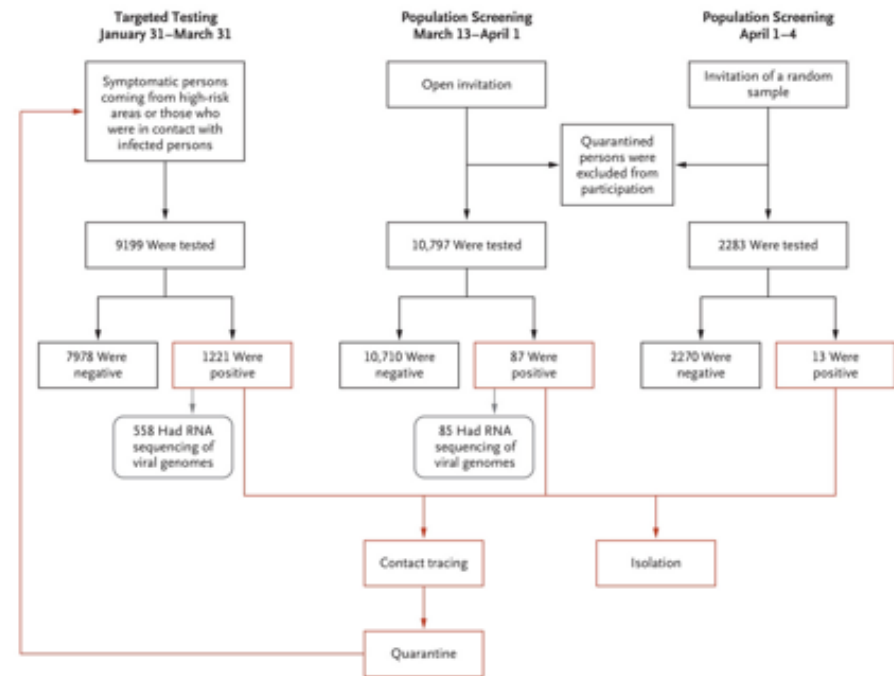 Targeted Testing
January 31–March 31
Population Screening
March 13–April 1
Population Screening
April 1–4
Symptomatic persons
coming from high-risk
areas or those who
were in contact with
infected persons
Open invitation
Invitation of a random
sample
Quarantined
persons were
excluded from
participation
9199 Were tested
10,797 Were tested
2283 Were tested
7978 Were
negative
1221 Were
positive
10,710 Were
negative
87 Were
positive
2270 Were
negative
13 Were
positive
558 Had RNA
sequencing of
viral genomes
85 Had RNA
sequencing of
viral genomes
Contact tracing
Isolation
Quarantine